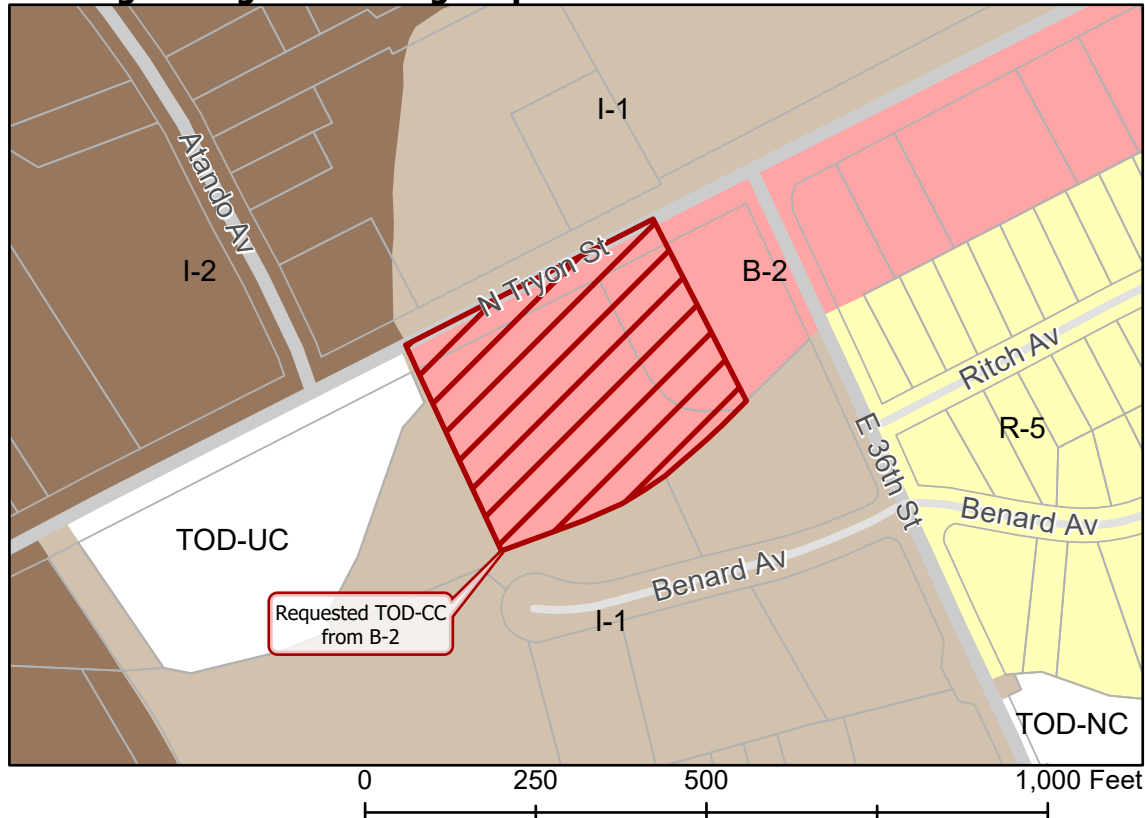 I-1
Atando Av
I-2
N Tryon St
B-2
Ritch Av
R-5
E 36th St
Benard Av
TOD-UC
Benard Av
Requested TOD-CC
from B-2
I-1
TOD-NC
0 250 500 1,000 Feet